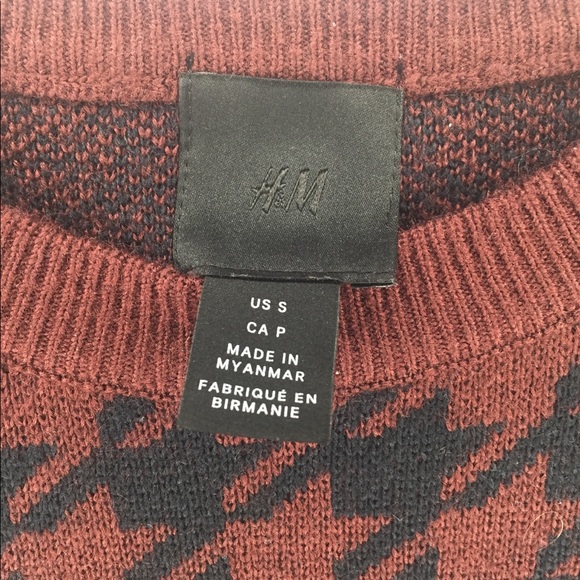 H&M
US S
CA P
MADE IN
MYANMAR
FABRIQUÉ EN
BIRMANIE